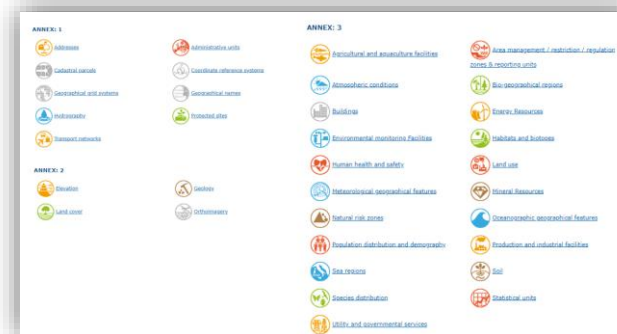 ANNEX: 1
Addresses
Administrative units
Cadastral parcels
Coordinate reference systems
Geographical grid systems
Geographical names
Hydrography
Protected sites
Transport networks
ANNEX: 2
Elevation
Geology
Land cover
Orthoimagery
ANNEX: 3
Agricultural and aquaculture facilities
Area management / restriction / regulation
zones & reporting units
Atmospheric conditions
Bio-geographical regions
Buildings
Energy Resources
Environmental monitoring Facilities
Habitats and biotopes
Human health and safety
Land use
Meteorological geographical features
Mineral Resources
Natural risk zones
Oceanographic geographical features
Population distribution and demography
Production and industrial facilities
Sea regions
Soil
Species distribution
Statistical units
Utility and governmental services